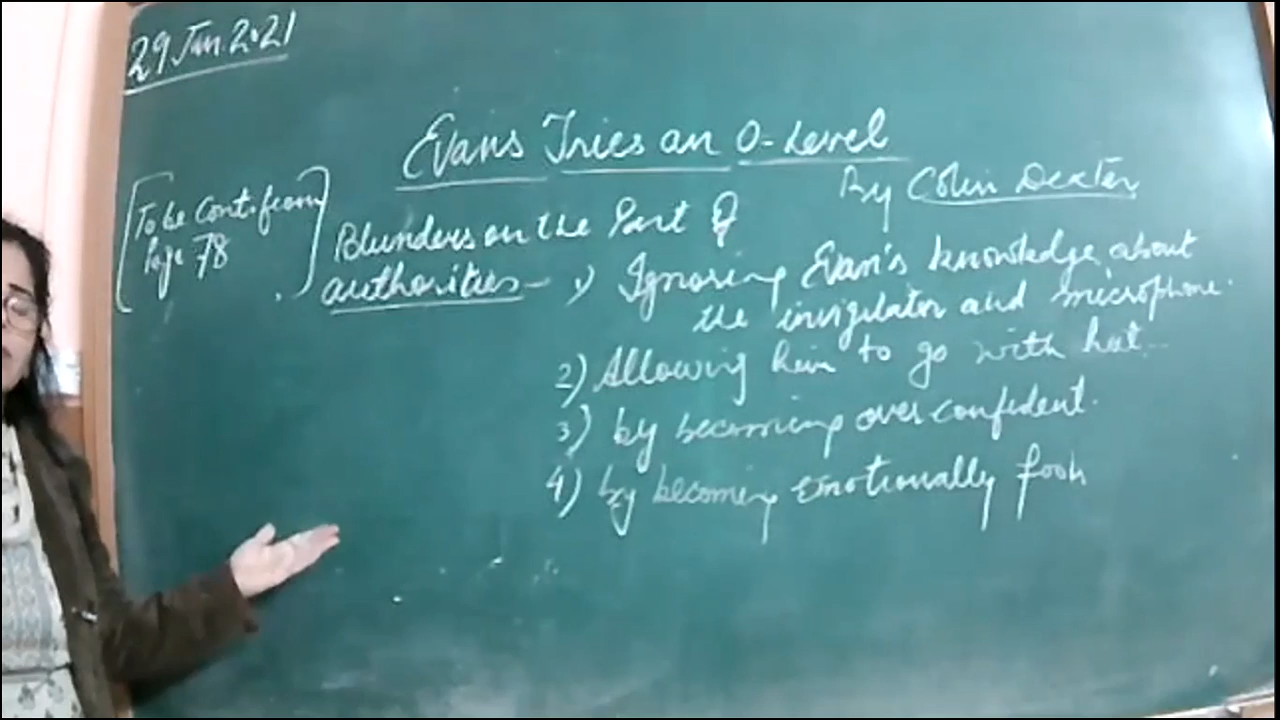 29 Jan. 2021
Evans Tries an O-Level
By Colin Dexter
[To be Cont. from
Page 78]
Blunders on the Part of
authorities - 1) Ignoring Evan's knowledge about
the invigilator and microphone.
2) Allowing him to go with hat..
3) by becoming over confident.
4) by becoming emotionally fools